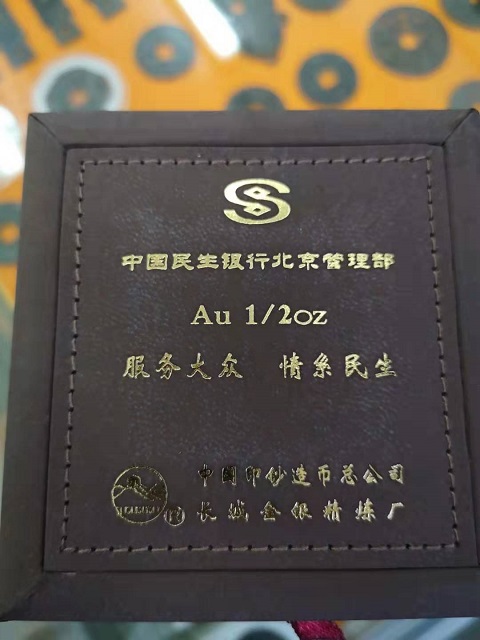 中国民生银行北京管理部
Au 1/2oz
服务大众 情系民生
中国印钞造币总公司
长城金银精炼厂